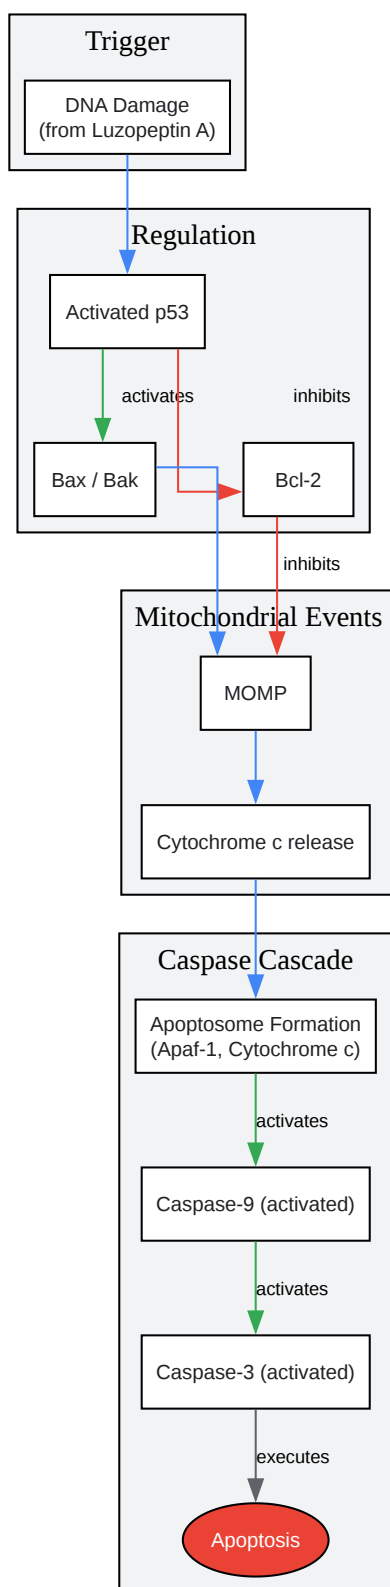 Trigger
DNA Damage
(from Luzopeptin A)
Regulation
Activated p53
activates
inhibits
Bax / Bak
Bcl-2
inhibits
Mitochondrial Events
MOMP
Cytochrome c release
Caspase Cascade
Apoptosome Formation
(Apaf-1, Cytochrome c)
activates
Caspase-9 (activated)
activates
Caspase-3 (activated)
executes
Apoptosis